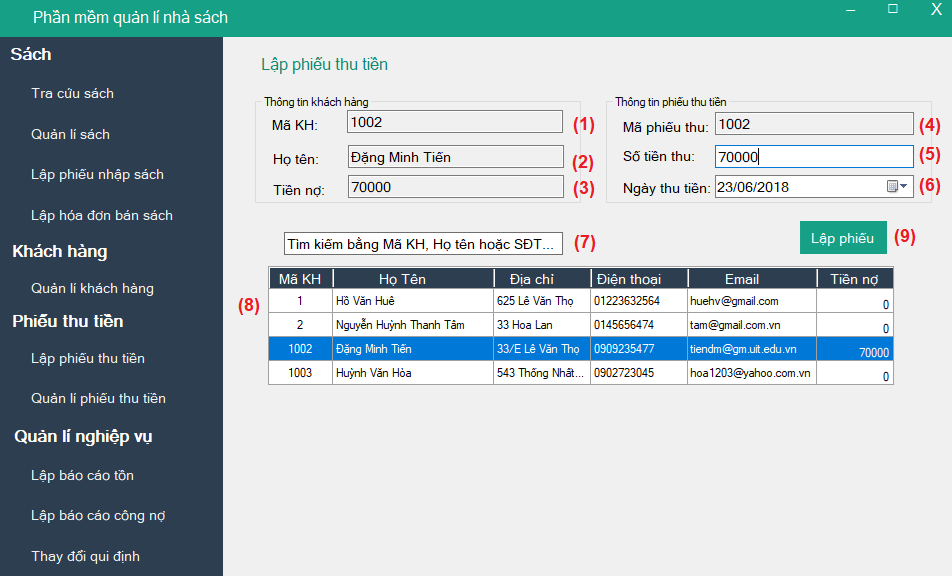 Phần mềm quản lí nhà sách
X
Sách
Tra cứu sách
Quản lí sách
Lập phiếu nhập sách
Lập hóa đơn bán sách
Khách hàng
Quản lí khách hàng
Phiếu thu tiền
Lập phiếu thu tiền
Quản lí phiếu thu tiền
Quản lí nghiệp vụ
Lập báo cáo tồn
Lập báo cáo công nợ
Thay đổi qui định
Lập phiếu thu tiền
Thông tin khách hàng
Mã KH: 1002 (1)
Họ tên: Đặng Minh Tiến (2)
Tiền nợ: 70000 (3)
Thông tin phiếu thu tiền
Mã phiếu thu: 1002 (4)
Số tiền thu: 70000 (5)
Ngày thu tiền: 23/06/2018 (6)
Tìm kiếm bằng Mã KH, Họ tên hoặc SĐT... (7)
Lập phiếu (9)
(8)
Mã KH Họ Tên Địa chỉ Điện thoại Email Tiền nợ
1 Hồ Văn Huê 625 Lê Văn Thọ 01223632564 huehv@gmail.com 0
2 Nguyễn Huỳnh Thanh Tâm 33 Hoa Lan 0145656474 tam@gmail.com.vn 0
1002 Đặng Minh Tiến 33/E Lê Văn Thọ 0909235477 tiendm@gm.uit.edu.vn 70000
1003 Huỳnh Văn Hòa 543 Thống Nhất... 0902723045 hoa1203@yahoo.com.vn 0